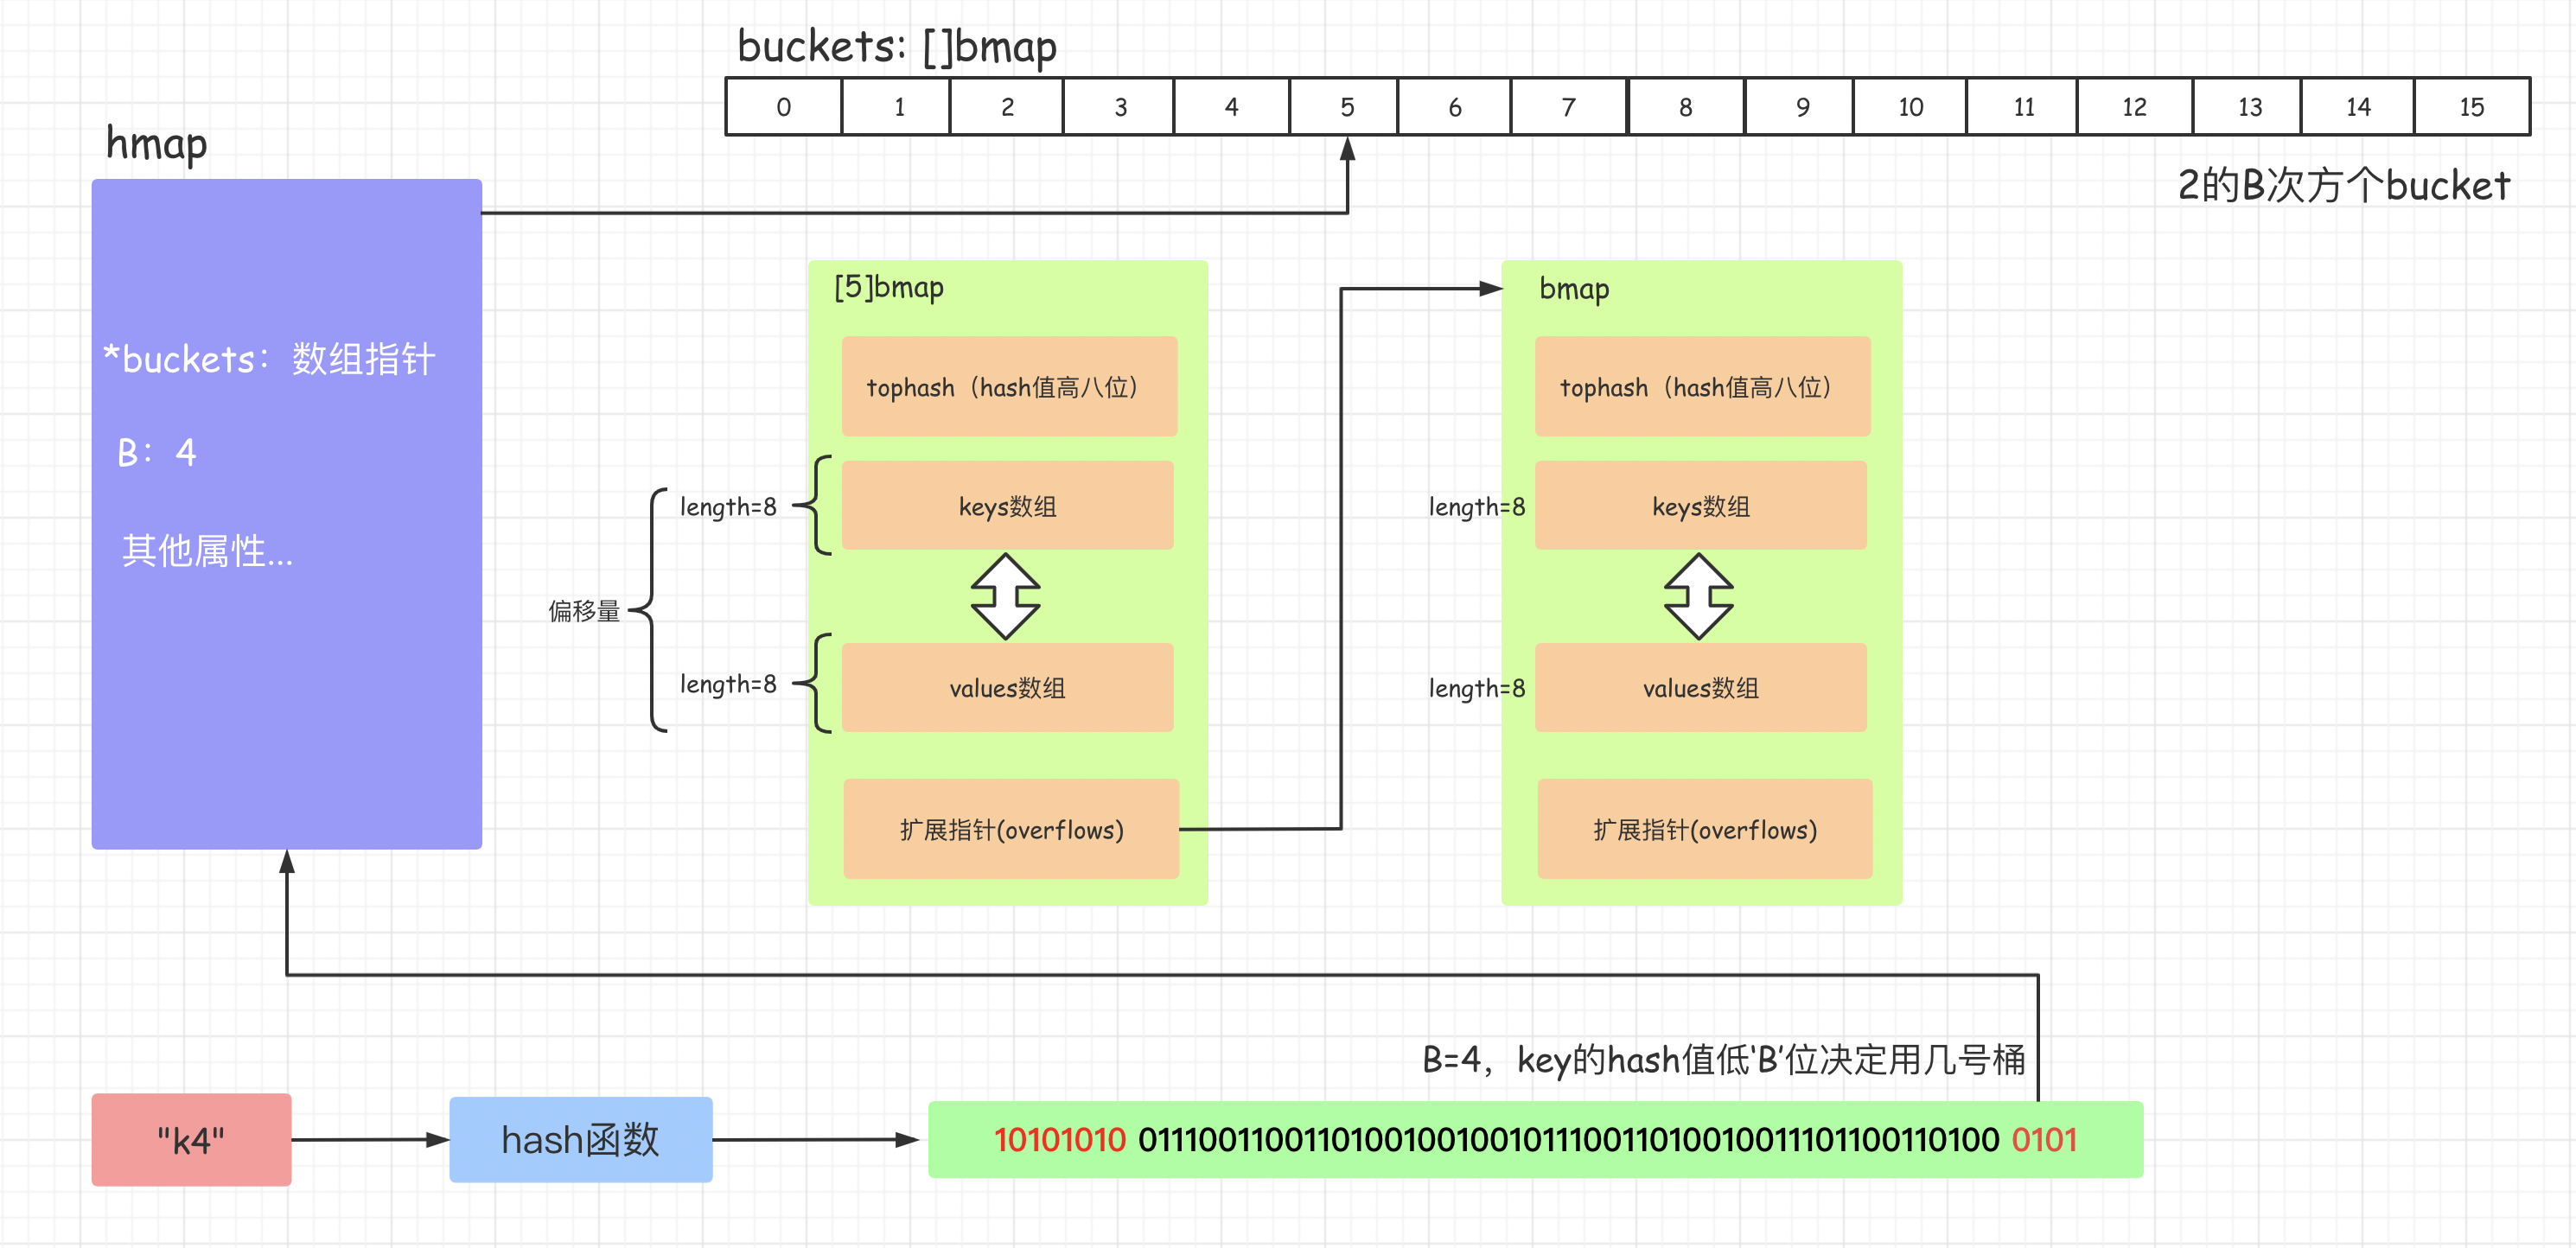 buckets: []bmap
0 1 2 3 4 5 6 7 8 9 10 11 12 13 14 15
2的B次方个bucket
hmap
*buckets：数组指针
B：4
其他属性...
[5]bmap
tophash（hash值高八位）
length=8
keys数组
偏移量
length=8
values数组
扩展指针(overflows)
bmap
tophash（hash值高八位）
length=8
keys数组
length=8
values数组
扩展指针(overflows)
B=4，key的hash值低'B'位决定用几号桶
"k4"
hash函数
10101010 0111001100110100100100101110011010010011101100110100 0101